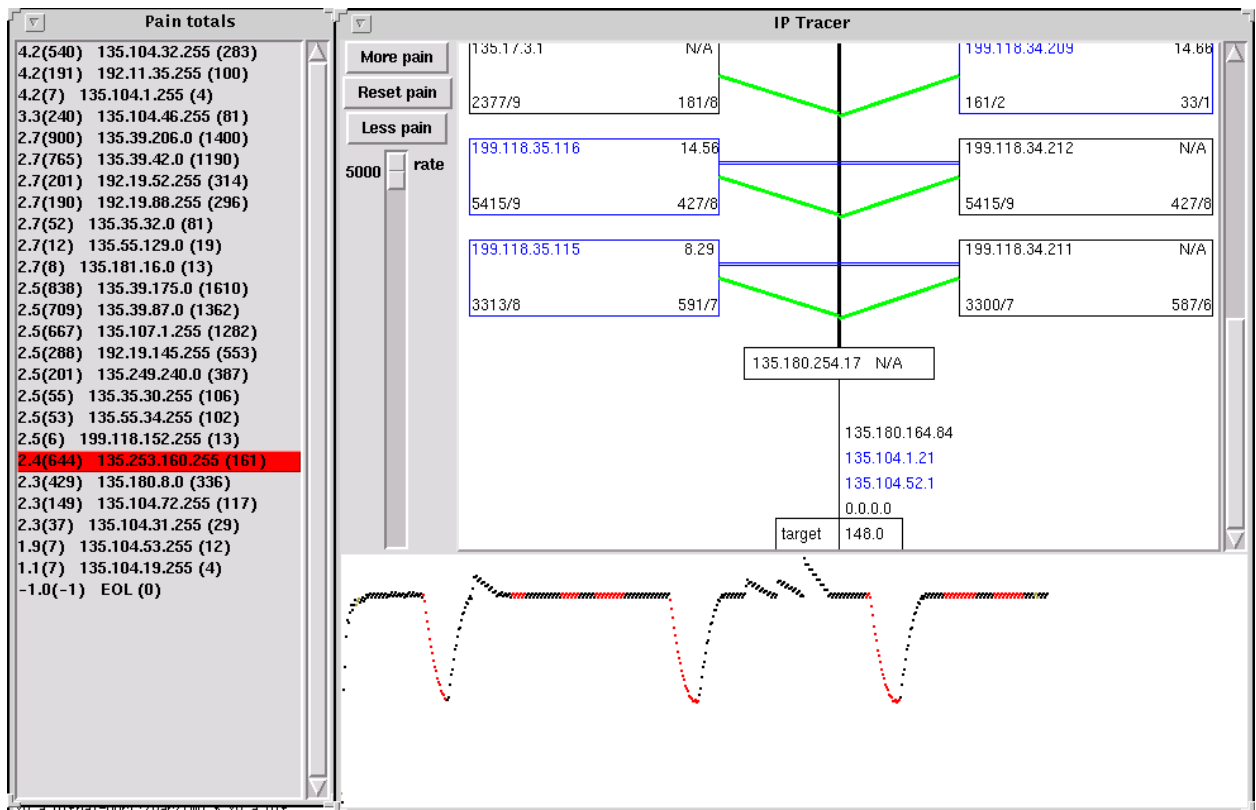 Pain totals
4.2(540) 135.104.32.255 (283)
4.2(191) 192.11.35.255 (100)
4.2(7) 135.104.1.255 (4)
3.3(240) 135.104.46.255 (81)
2.7(900) 135.39.206.0 (1400)
2.7(765) 135.39.42.0 (1190)
2.7(201) 192.19.52.255 (314)
2.7(190) 192.19.88.255 (296)
2.7(52) 135.35.32.0 (81)
2.7(12) 135.55.129.0 (19)
2.7(8) 135.181.16.0 (13)
2.5(838) 135.39.175.0 (1610)
2.5(709) 135.39.87.0 (1362)
2.5(667) 135.107.1.255 (1282)
2.5(288) 192.19.145.255 (553)
2.5(201) 135.249.240.0 (387)
2.5(55) 135.35.30.255 (106)
2.5(53) 135.55.34.255 (102)
2.5(6) 199.118.152.255 (13)
2.4(644) 135.253.160.255 (161)
2.3(429) 135.180.8.0 (336)
2.3(149) 135.104.72.255 (117)
2.3(37) 135.104.31.255 (29)
1.9(7) 135.104.53.255 (12)
1.1(7) 135.104.19.255 (4)
-1.0(-1) EOL (0)
IP Tracer
More pain
Reset pain
Less pain
5000 rate
135.17.3.1 N/A
2377/9 181/8
199.118.34.209 14.66
161/2 33/1
199.118.35.116 14.56
5415/9 427/8
199.118.34.212 N/A
5415/9 427/8
199.118.35.115 8.29
3313/8 591/7
199.118.34.211 N/A
3300/7 587/6
135.180.254.17 N/A
135.180.164.84
135.104.1.21
135.104.52.1
0.0.0.0
target 148.0